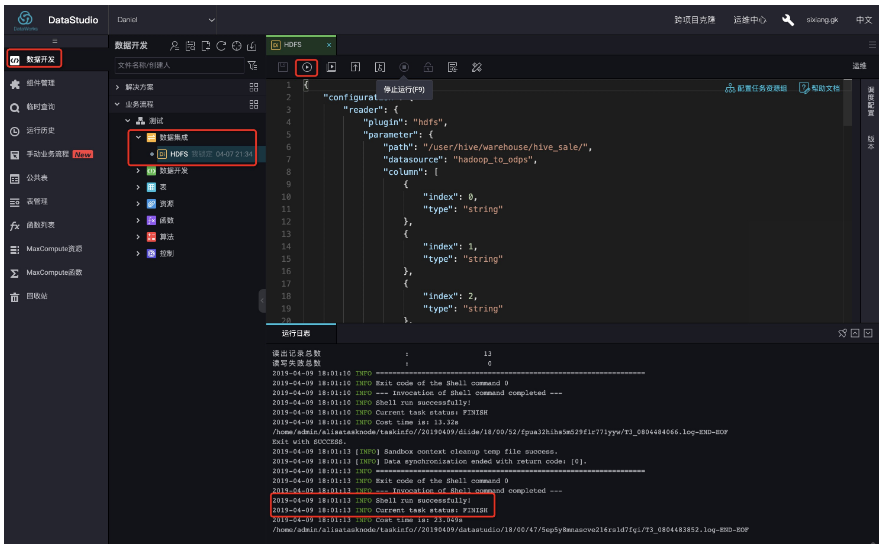 DataWorks
DataStudio
Daniel
跨项目克隆
运维中心
sixiang.gk
中文
数据开发
组件管理
临时查询
运行历史
手动业务流程 New
公共表
表管理
函数列表
MaxCompute资源
MaxCompute函数
回收站
数据开发
文件名称/创建人
解决方案
业务流程
测试
数据集成
Di HDFS 04-07 21:34
数据开发
表
资源
函数
算法
控制
Di HDFS ×
运维
停止运行(F9)
配置任务资源组
帮助文档
调度配置
版本
1 {
2 "configura
3 "reader": {
4 "plugin": "hdfs",
5 "parameter": {
6 "path": "/user/hive/warehouse/hive_sale/",
7 "datasource": "hadoop_to_odps",
8 "column": [
9 {
10 "index": 0,
11 "type": "string"
12 },
13 {
14 "index": 1,
15 "type": "string"
16 },
17 {
18 "index": 2,
19 "type": "string"
20 },
运行日志
读出记录总数 : 13
读写失败总数 : 0
2019-04-09 18:01:10 INFO =================================================================
2019-04-09 18:01:10 INFO Exit code of the Shell command 0
2019-04-09 18:01:10 INFO --- Invocation of Shell command completed ---
2019-04-09 18:01:10 INFO Shell run successfully!
2019-04-09 18:01:10 INFO Current task status: FINISH
2019-04-09 18:01:10 INFO Cost time is: 13.32s
/home/admin/alisatasknode/taskinfo//20190409/diide/18/00/52/fpua32hihs5m529f1r771yyw/T3_0804484066.log-END-EOF
Exit with SUCCESS.
2019-04-09 18:01:13 [INFO] Sandbox context cleanup temp file success.
2019-04-09 18:01:13 [INFO] Data synchronization ended with return code: [0].
2019-04-09 18:01:13 INFO =================================================================
2019-04-09 18:01:13 INFO Exit code of the Shell command 0
2019-04-09 18:01:13 INFO --- Invocation of Shell command completed ---
2019-04-09 18:01:13 INFO Shell run successfully!
2019-04-09 18:01:13 INFO Current task status: FINISH
2019-04-09 18:01:13 INFO Cost time is: 23.049s
/home/admin/alisatasknode/taskinfo//20190409/datastudio/18/00/47/5ep5y8mnascve216rsld7fgi/T3_0804483852.log-END-EOF